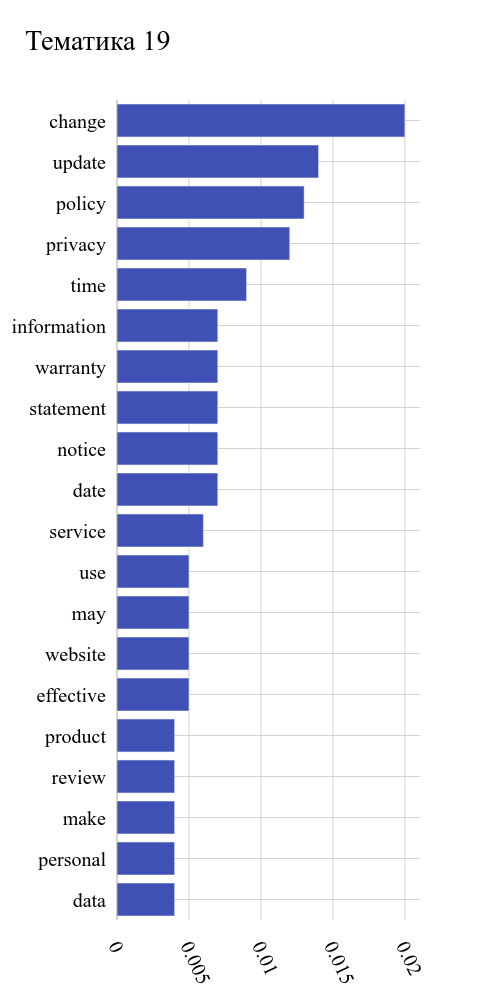 Тематика 19
change
update
policy
privacy
time
information
warranty
statement
notice
date
service
use
may
website
effective
product
review
make
personal
data
0
0.005
0.01
0.015
0.02